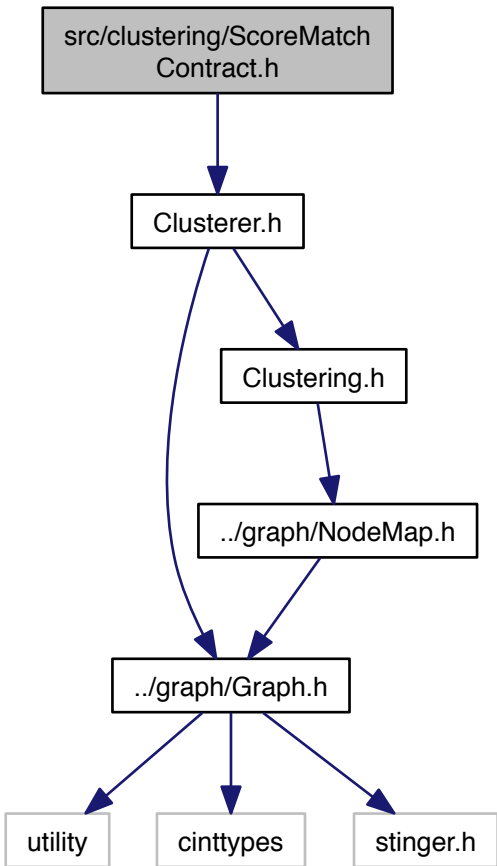 src/clustering/ScoreMatch
Contract.h
Clusterer.h
Clustering.h
../graph/NodeMap.h
../graph/Graph.h
utility
cinttypes
stinger.h